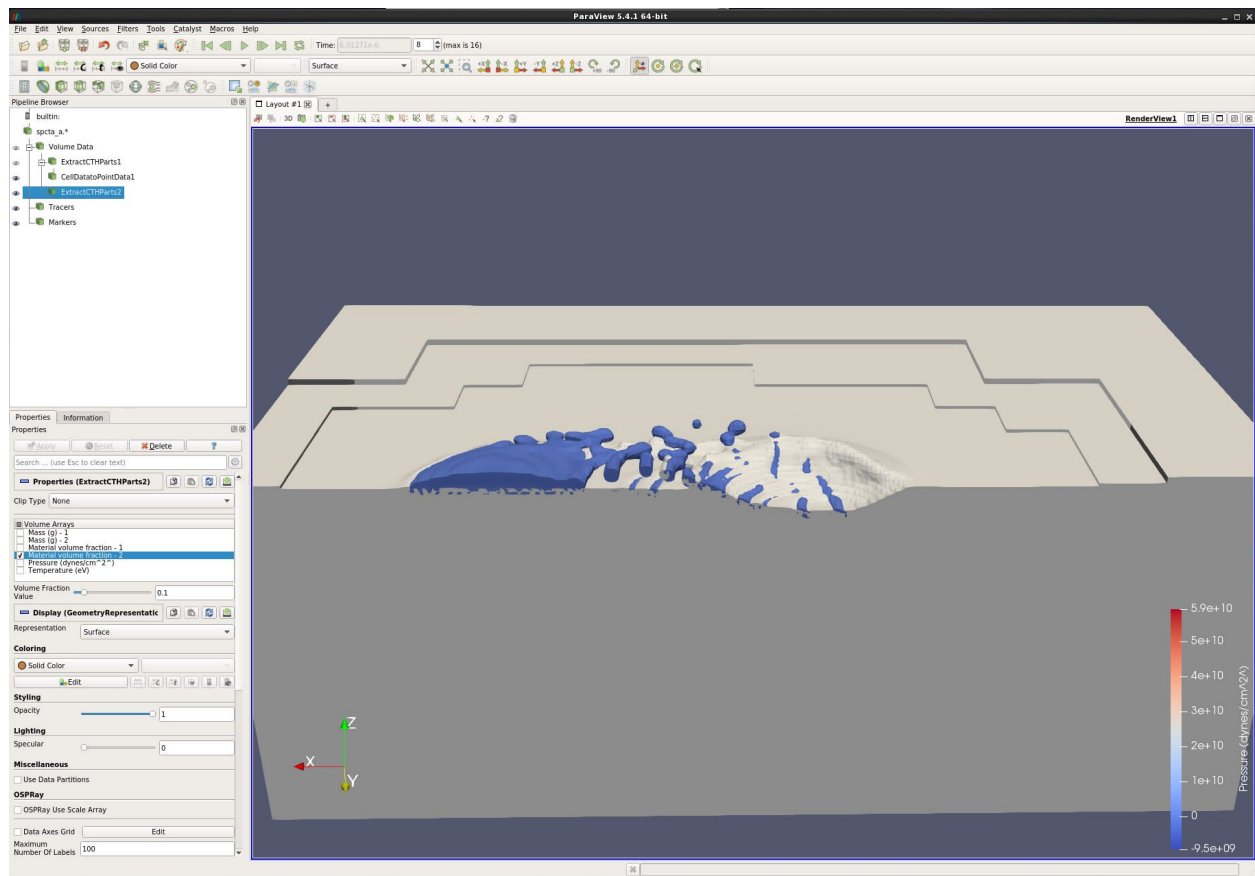 ParaView 5.4.1 64-bit
File Edit View Sources Filters Tools Catalyst Macros Help
Time: 8 (max is 16)
Solid Color Surface
Pipeline Browser
Layout #1
builtin:
3D
RenderView1
spcta_a.*
Volume Data
ExtractCTHParts1
CellDatatoPointData1
ExtractCTHParts2
Tracers
Markers
Properties Information
Properties
Apply Reset Delete ?
Search ... (use Esc to clear text)
Properties (ExtractCTHParts2)
Clip Type None
Volume Arrays
Mass (g) - 1
Mass (g) - 2
Material volume fraction - 1
Material volume fraction - 2
Pressure (dynes/cm^2^)
Temperature (eV)
Volume Fraction
Value 0.1
Display (GeometryRepresentatic
Representation Surface
Coloring
Solid Color
Edit
Styling
Opacity 1
Lighting
Specular 0
Miscellaneous
Use Data Partitions
OSPRay
OSPRay Use Scale Array
Data Axes Grid Edit
Maximum
Number Of Labels 100
Z
X
Y
5.9e+10
5e+10
4e+10
3e+10
2e+10
1e+10
0
-9.5e+09
Pressure (dynes/cm^2^)